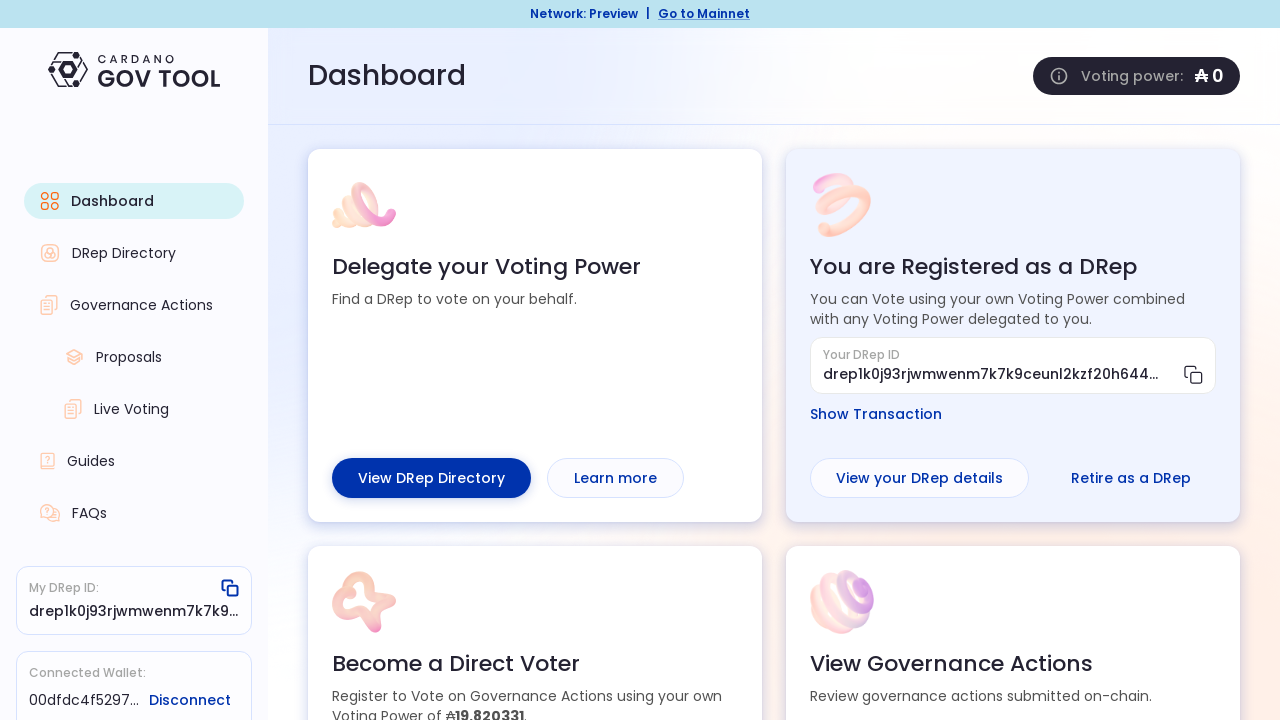 Network: Preview | Go to Mainnet
CARDANO
GOV TOOL
Dashboard
Voting power: ₳ 0
Dashboard
DRep Directory
Governance Actions
Proposals
Live Voting
Guides
FAQs
My DRep ID:
drep1k0j93rjwmwenm7k7k9...
Connected Wallet:
00dfdc4f5297... Disconnect
Delegate your Voting Power
Find a DRep to vote on your behalf.
View DRep Directory Learn more
You are Registered as a DRep
You can Vote using your own Voting Power combined
with any Voting Power delegated to you.
Your DRep ID
drep1k0j93rjwmwenm7k7k9ceunl2kzf20h644...
Show Transaction
View your DRep details Retire as a DRep
Become a Direct Voter
Register to Vote on Governance Actions using your own
Voting Power of ₳19.820331.
View Governance Actions
Review governance actions submitted on-chain.